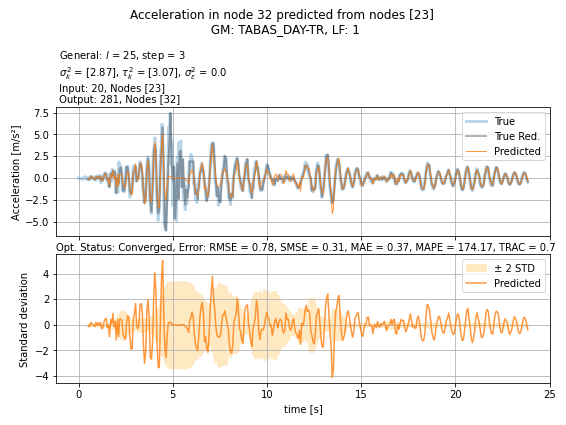 Acceleration in node 32 predicted from nodes [23]
GM: TABAS_DAY-TR, LF: 1
General: l = 25, step = 3
σ²ₖ = [2.87], τ²ₖ = [3.07], σ²ε = 0.0
Input: 20, Nodes [23]
Output: 281, Nodes [32]
Acceleration [m/s²]
7.5
5.0
2.5
0.0
−2.5
−5.0
True
True Red.
Predicted
Opt. Status: Converged, Error: RMSE = 0.78, SMSE = 0.31, MAE = 0.37, MAPE = 174.17, TRAC = 0.7
Standard deviation
4
2
0
−2
−4
± 2 STD
Predicted
0 5 10 15 20 25
time [s]